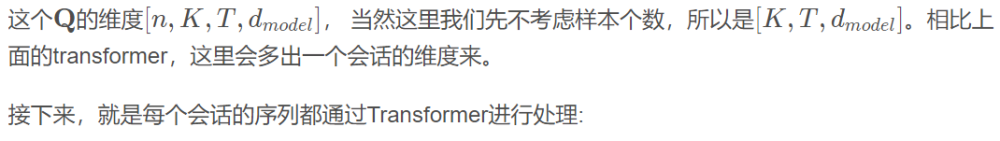 这个Q的维度[n, K, T, d_{model}]， 当然这里我们先不考虑样本个数，所以是[K, T, d_{model}]。相比上
面的transformer，这里会多出一个会话的维度来。
接下来，就是每个会话的序列都通过Transformer进行处理: